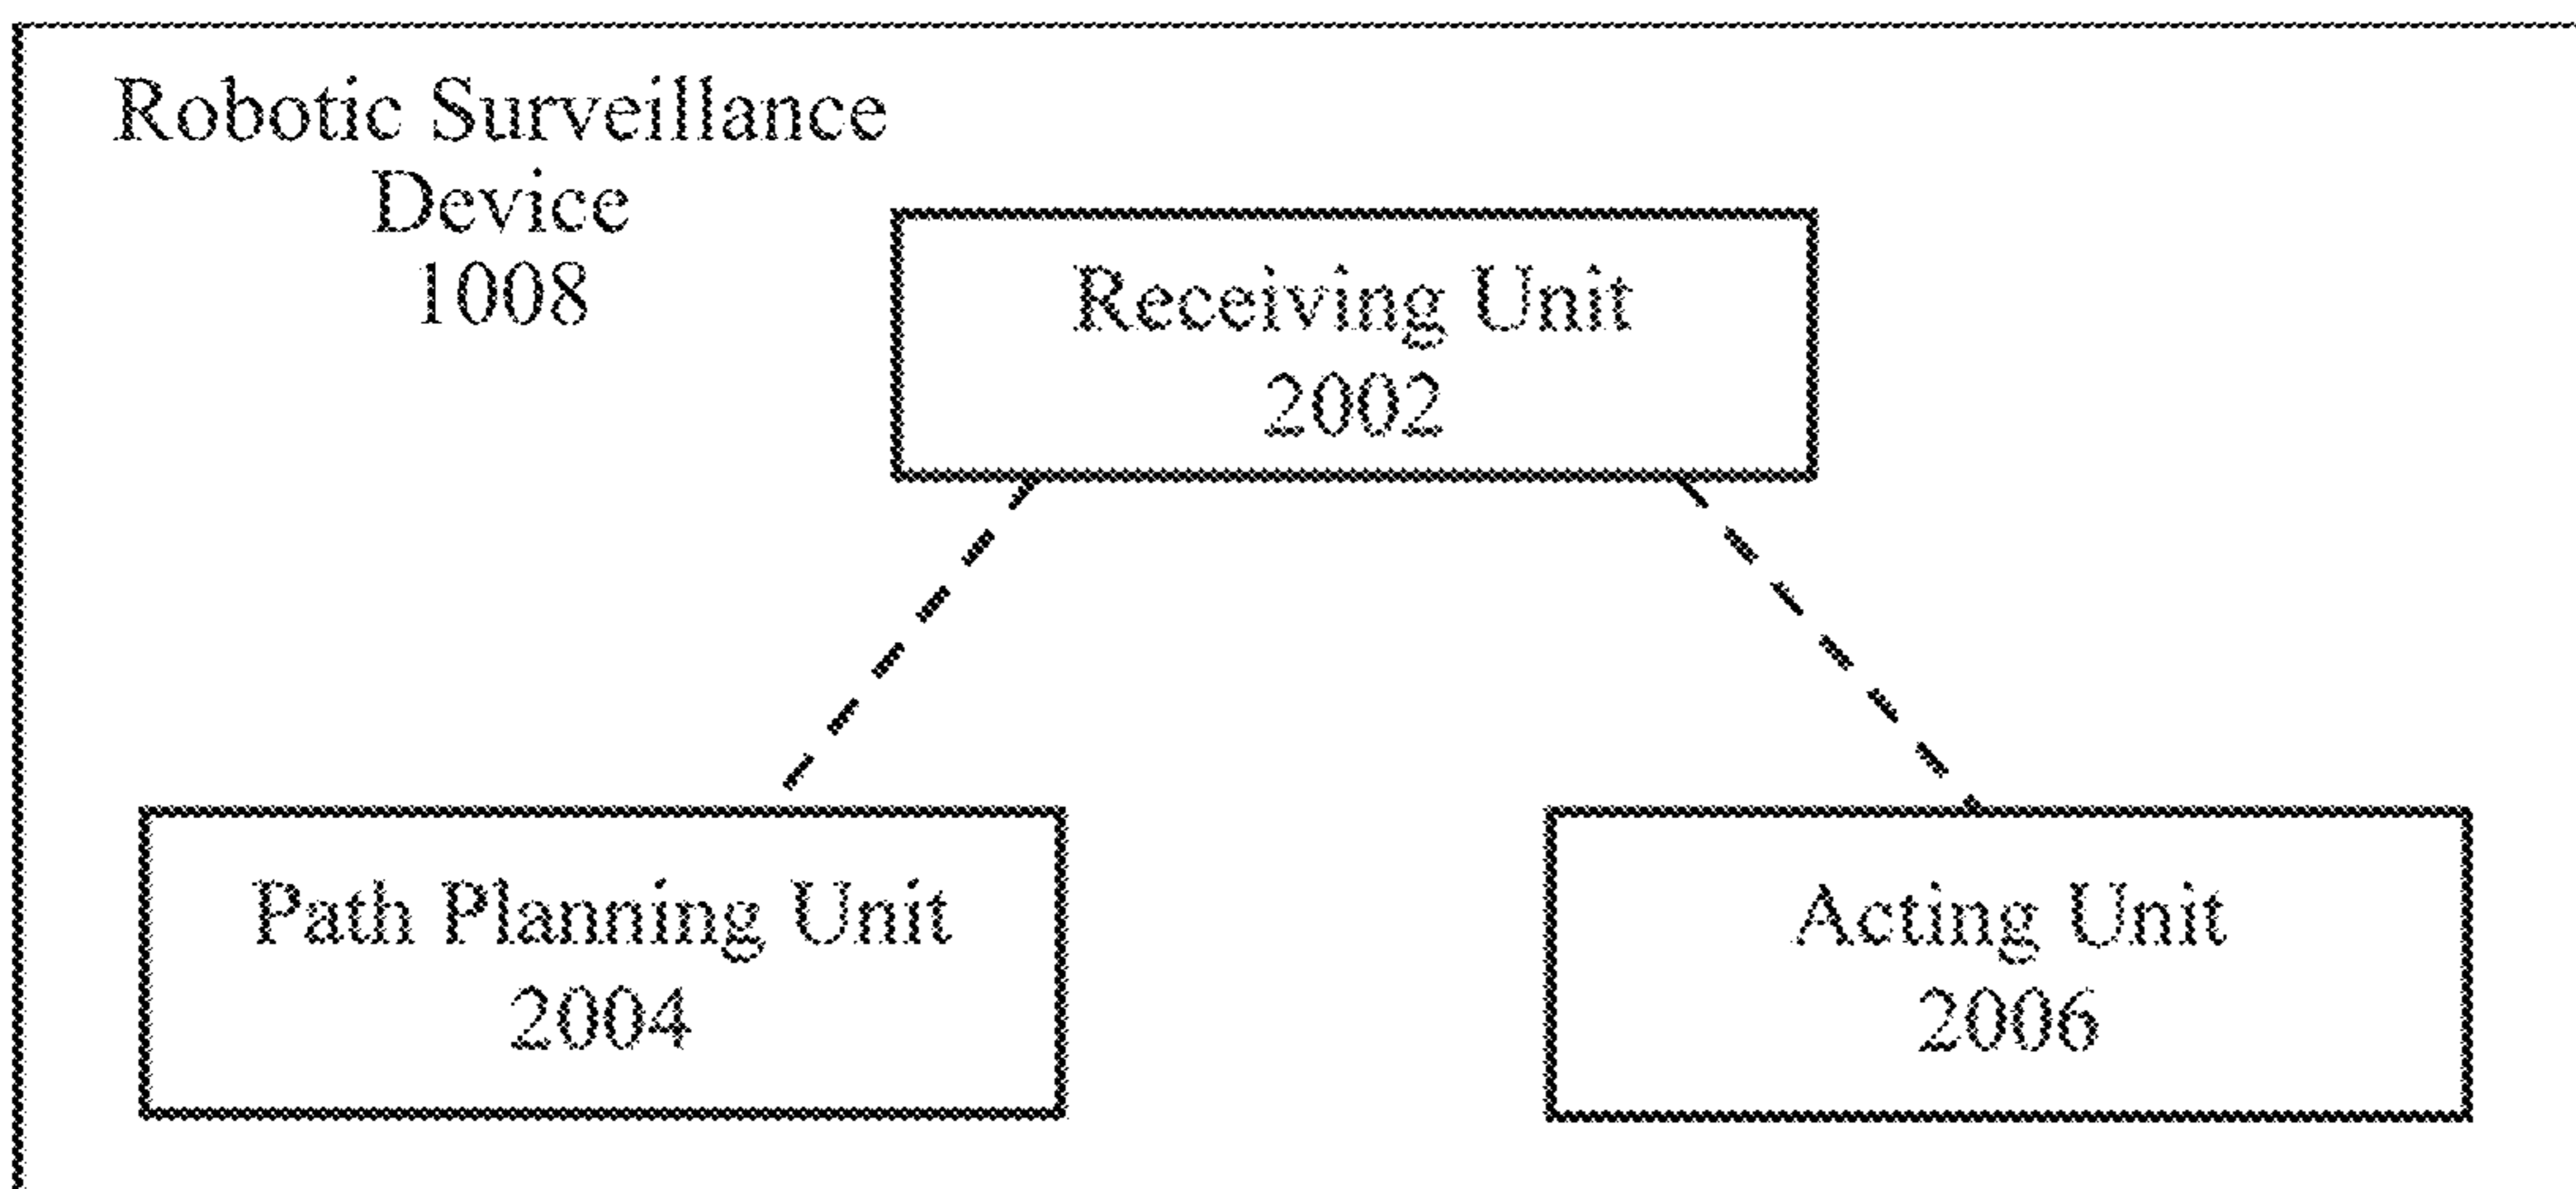 Robotic Surveillance
Device
1008
Receiving Unit
2002
Path Planning Unit
2004
Acting Unit
2006